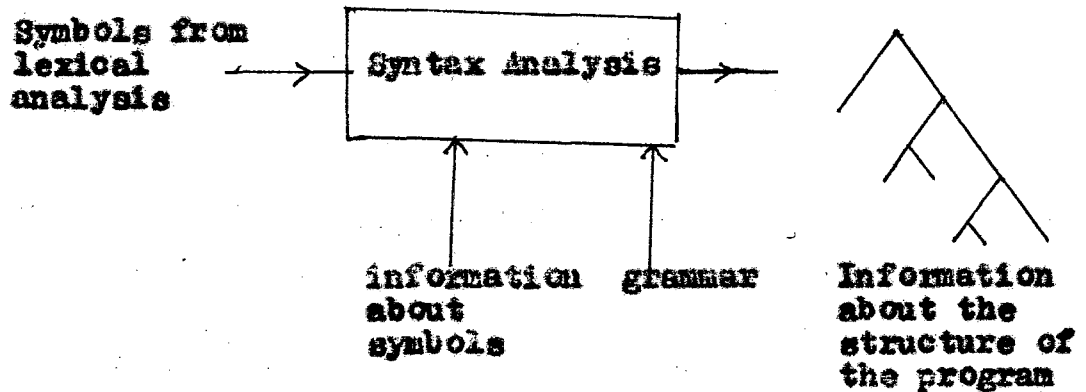 Symbols from
lexical
analysis
Syntax Analysis
information
about
symbols
grammar
Information
about the
structure of
the program